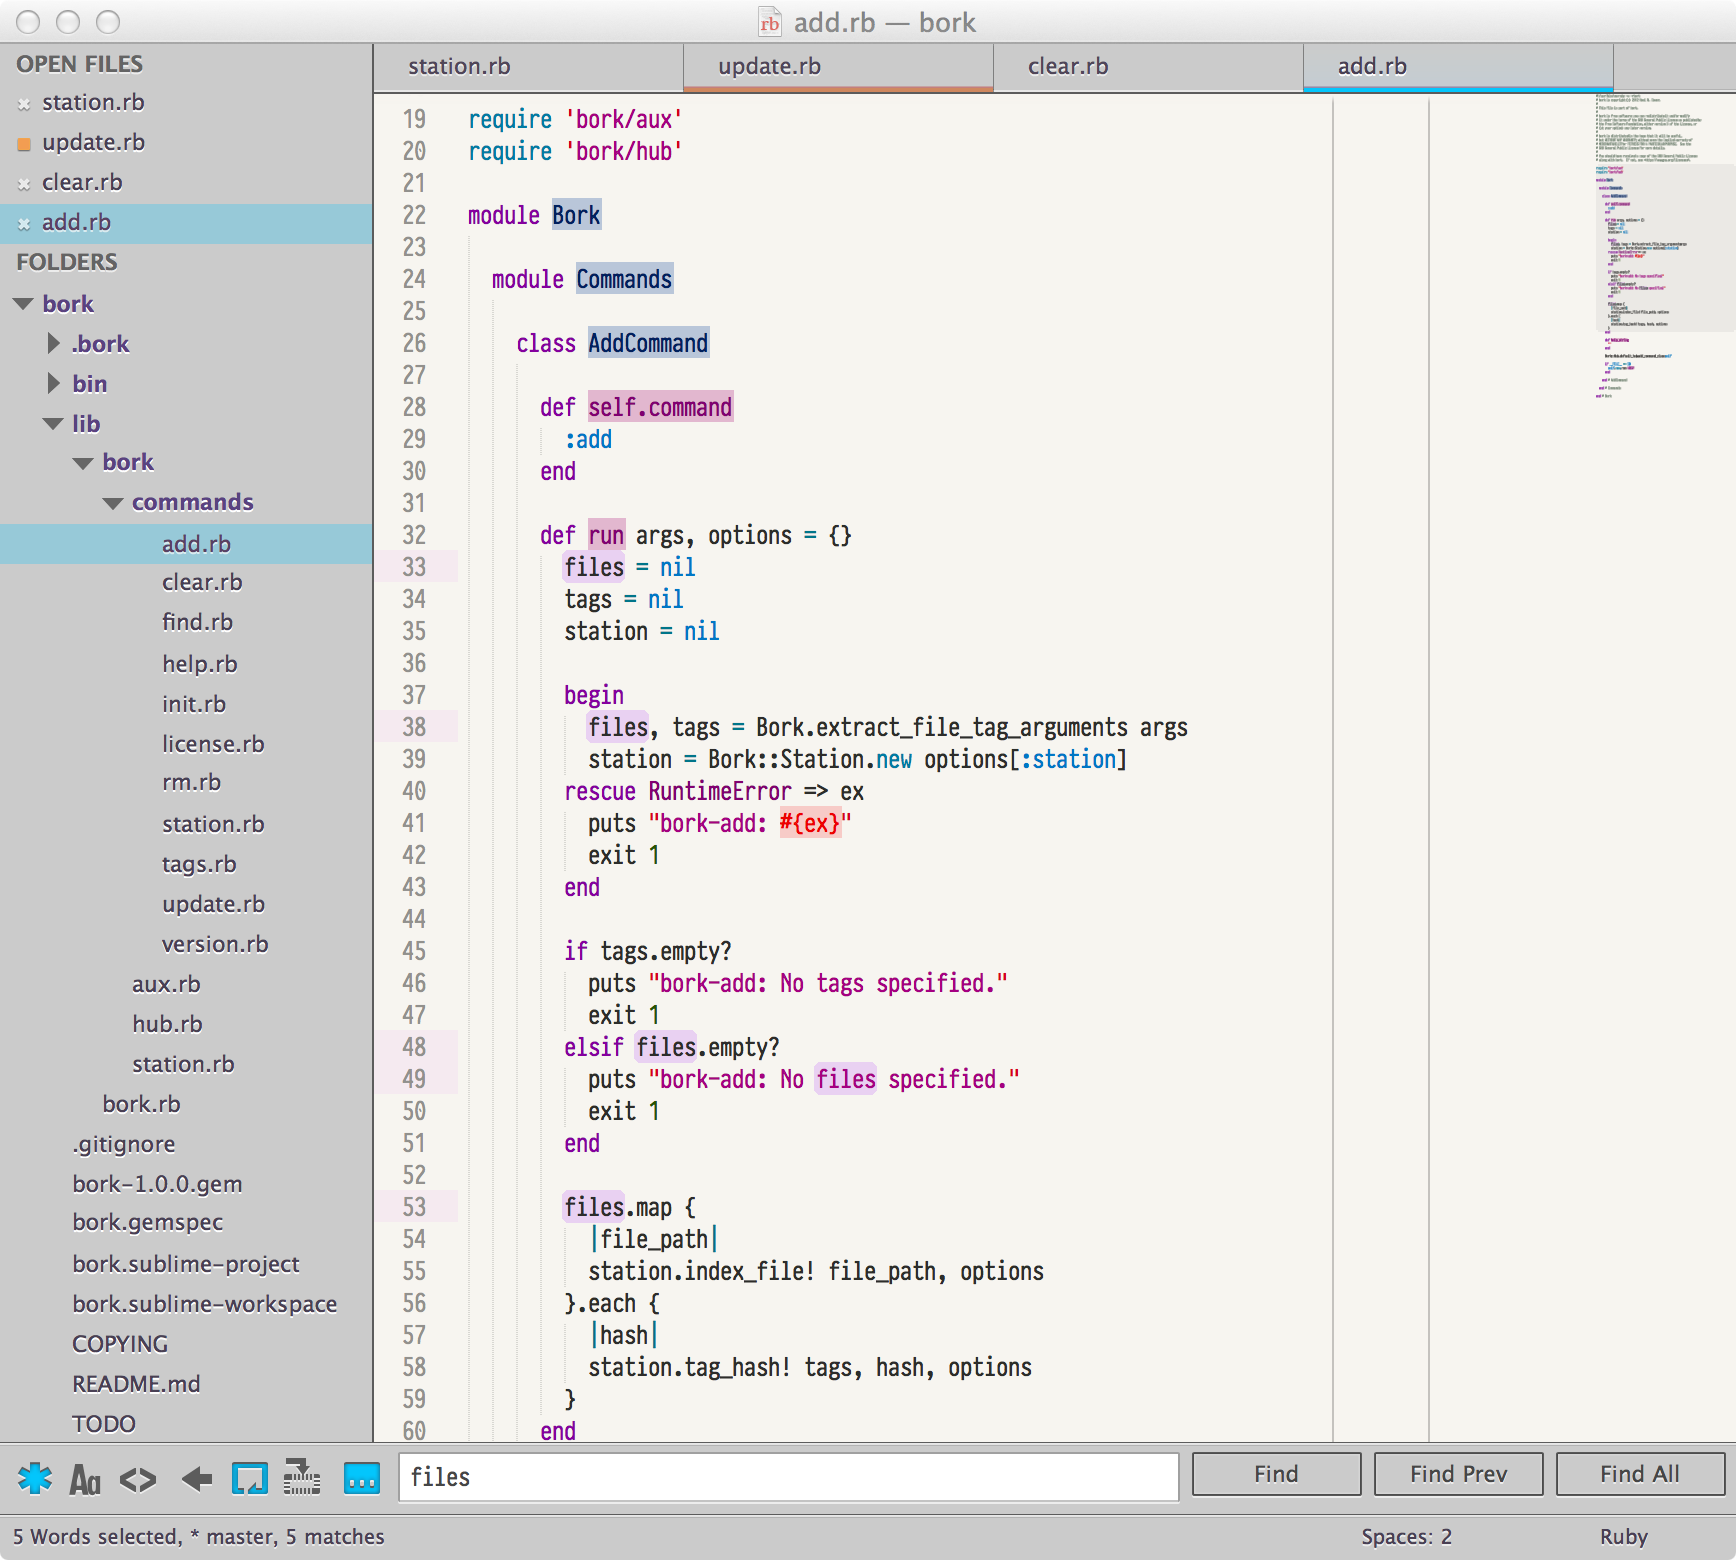 rb add.rb — bork
OPEN FILES
station.rb
update.rb
clear.rb
add.rb
FOLDERS
bork
.bork
bin
lib
bork
commands
add.rb
clear.rb
find.rb
help.rb
init.rb
license.rb
rm.rb
station.rb
tags.rb
update.rb
version.rb
aux.rb
hub.rb
station.rb
bork.rb
.gitignore
bork-1.0.0.gem
bork.gemspec
bork.sublime-project
bork.sublime-workspace
COPYING
README.md
TODO
station.rb update.rb clear.rb add.rb
19 require 'bork/aux'
20 require 'bork/hub'
21
22 module Bork
23
24 module Commands
25
26 class AddCommand
27
28 def self.command
29 :add
30 end
31
32 def run args, options = {}
33 files = nil
34 tags = nil
35 station = nil
36
37 begin
38 files, tags = Bork.extract_file_tag_arguments args
39 station = Bork::Station.new options[:station]
40 rescue RuntimeError => ex
41 puts "bork-add: #{ex}"
42 exit 1
43 end
44
45 if tags.empty?
46 puts "bork-add: No tags specified."
47 exit 1
48 elsif files.empty?
49 puts "bork-add: No files specified."
50 exit 1
51 end
52
53 files.map {
54 |file_path|
55 station.index_file! file_path, options
56 }.each {
57 |hash|
58 station.tag_hash! tags, hash, options
59 }
60 end
Aa <> files Find Find Prev Find All
5 Words selected, * master, 5 matches Spaces: 2 Ruby